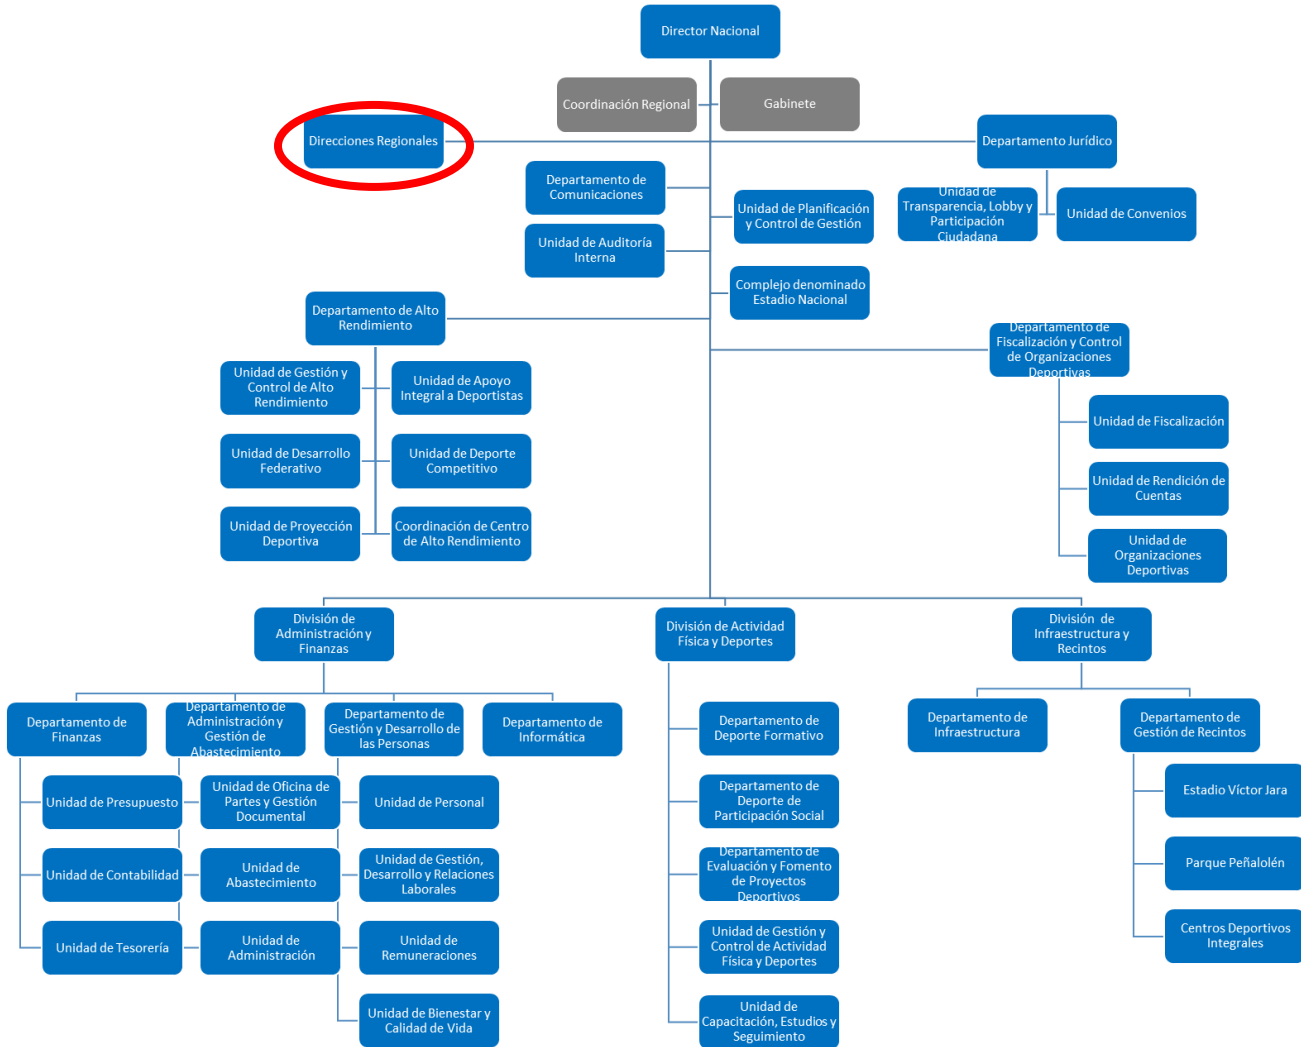 Director Nacional
Coordinación Regional
Gabinete
Direcciones Regionales
Departamento Jurídico
Departamento de
Comunicaciones
Unidad de Planificación
y Control de Gestión
Unidad de
Transparencia, Lobby y
Participación
Ciudadana
Unidad de Convenios
Unidad de Auditoría
Interna
Complejo denominado
Estadio Nacional
Departamento de Alto
Rendimiento
Departamento de
Fiscalización y Control
de Organizaciones
Deportivas
Unidad de Gestión y
Control de Alto
Rendimiento
Unidad de Apoyo
Integral a Deportistas
Unidad de Fiscalización
Unidad de Desarrollo
Federativo
Unidad de Deporte
Competitivo
Unidad de Rendición de
Cuentas
Unidad de Proyección
Deportiva
Coordinación de Centro
de Alto Rendimiento
Unidad de
Organizaciones
Deportivas
División de
Administración y
Finanzas
División de Actividad
Física y Deportes
División de
Infraestructura y
Recintos
Departamento de
Finanzas
Departamento de
Administración y
Gestión de
Abastecimiento
Departamento de
Gestión y Desarrollo de
las Personas
Departamento de
Informática
Departamento de
Deporte Formativo
Departamento de
Infraestructura
Departamento de
Gestión de Recintos
Unidad de Presupuesto
Unidad de Oficina de
Partes y Gestión
Documental
Unidad de Personal
Departamento de
Deporte de
Participación Social
Estadio Víctor Jara
Unidad de Contabilidad
Unidad de
Abastecimiento
Unidad de Gestión,
Desarrollo y Relaciones
Laborales
Departamento de
Evaluación y Fomento
de Proyectos
Deportivos
Parque Peñalolén
Unidad de Tesorería
Unidad de
Administración
Unidad de
Remuneraciones
Unidad de Gestión y
Control de Actividad
Física y Deportes
Centros Deportivos
Integrales
Unidad de Bienestar y
Calidad de Vida
Unidad de
Capacitación, Estudios y
Seguimiento